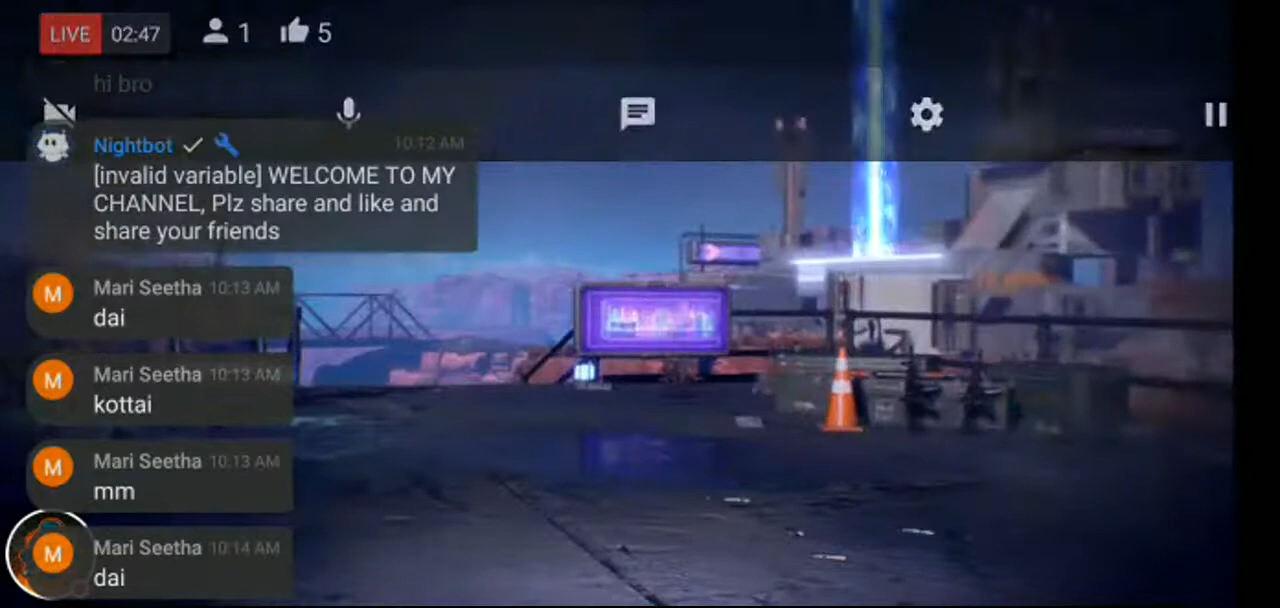 LIVE 02:47 1 5
hi bro
Nightbot 10:12 AM
[invalid variable] WELCOME TO MY
CHANNEL, Plz share and like and
share your friends
Mari Seetha 10:13 AM
dai
Mari Seetha 10:13 AM
kottai
Mari Seetha 10:13 AM
mm
Mari Seetha 10:14 AM
dai
M
M
M
M